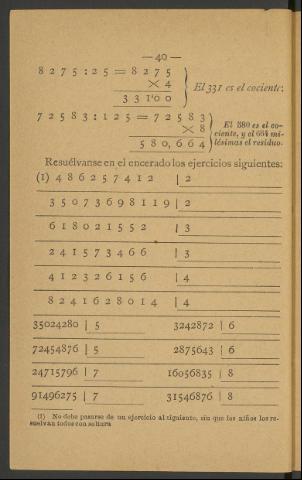 — 40 —
8 2 7 5 : 2 5 = 8 2 7 5
× 4
3 3 1'0 0
El 331 es el cociente.
7 2 5 8 3 : 1 2 5 = 7 2 5 8 3
× 8
5 8 0, 6 6 4
El 580 es el co-
ciente, y el 664 mi-
lésimas el residuo.
Resuélvanse en el encerado los ejercicios siguientes:
(1) 4 8 6 2 5 7 4 1 2 | 2
3 5 0 7 3 6 9 8 1 1 9 | 2
6 1 8 0 2 1 5 5 2 | 3
2 4 1 5 7 3 4 6 6 | 3
4 1 2 3 2 6 1 5 6 | 4
8 2 4 1 6 2 8 0 1 4 | 4
35024280 | 5 3242872 | 6
72454876 | 5 2875643 | 6
24715796 | 7 16056835 | 8
91496275 | 7 31546876 | 8
(1) No debe pasarse de un ejercicio al siguiente, sin que los niños los re-
suelvan todos con soltura